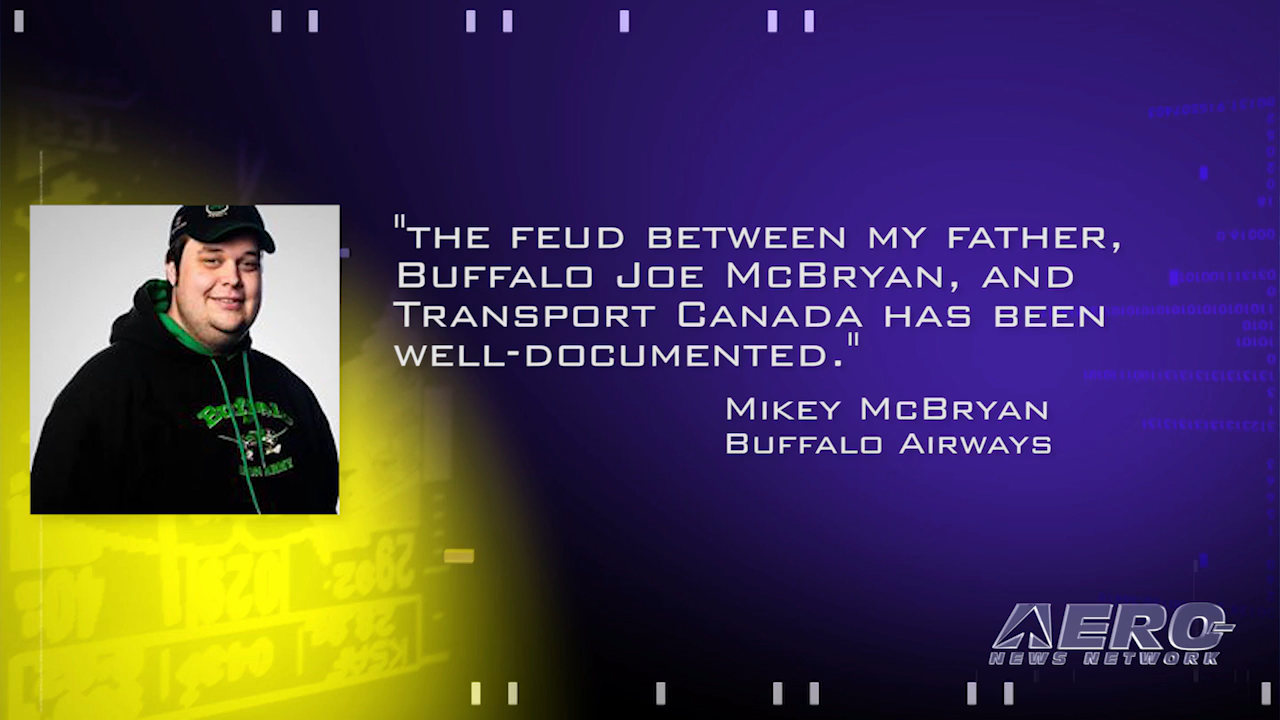 "the feud between my father,
Buffalo Joe McBryan, and
Transport Canada has been
well-documented."
Mikey McBryan
Buffalo Airways
AERO
NEWS NETWORK